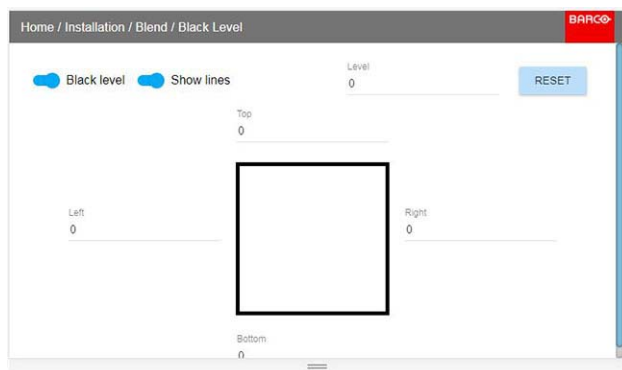 Home / Installation / Blend / Black Level
BARCO
Black level
Show lines
Level
0
RESET
Top
0
Left
0
Right
0
Bottom
0